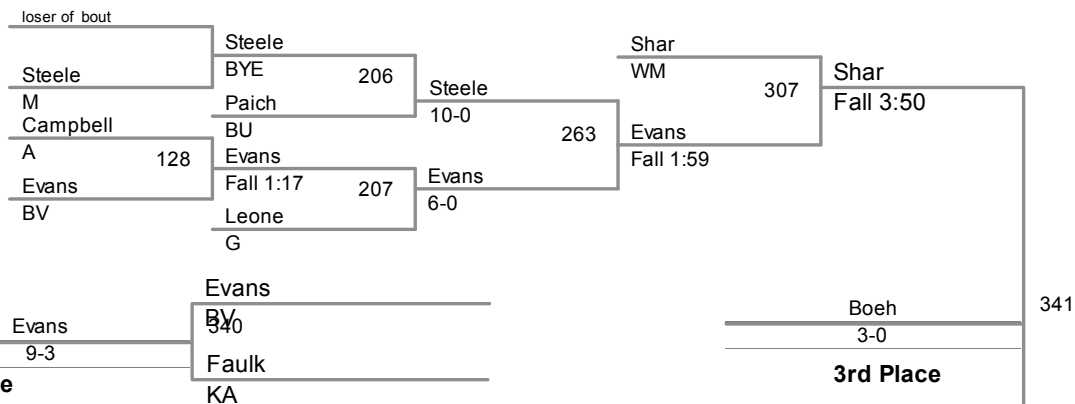 loser of bout
Steele
M
Campbell
A
128
Evans
BV
Steele
BYE
206
Paich
BU
Evans
Fall 1:17
207
Leone
G
Steele
10-0
263
Evans
6-0
Shar
WM
307
Evans
Fall 1:59
Shar
Fall 3:50
341
Boeh
3-0
3rd Place
Evans
BV
340
Faulk
KA
Evans
9-3
e